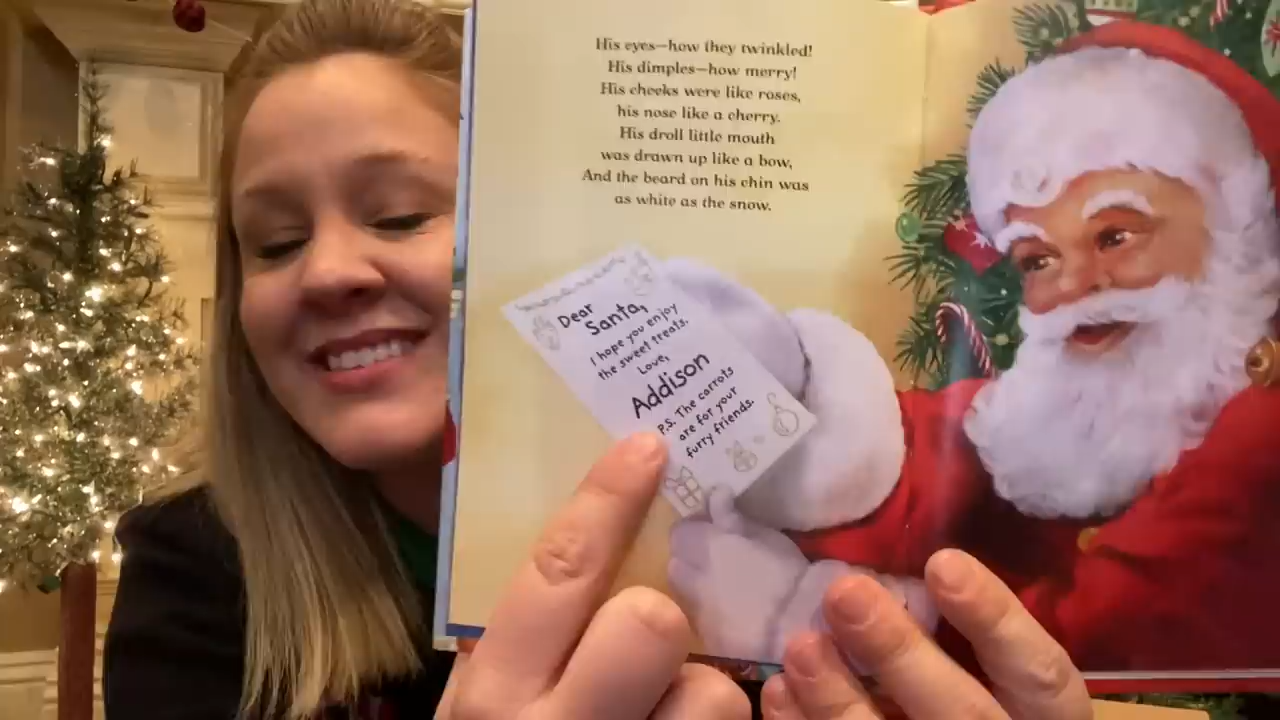 His eyes—how they twinkled!
His dimples—how merry!
His cheeks were like roses,
his nose like a cherry.
His droll little mouth
was drawn up like a bow,
And the beard on his chin was
as white as the snow.
Dear
Santa,
I hope you enjoy
the sweet treats.
Love,
Addison
P.S. The carrots
are for your
furry friends.